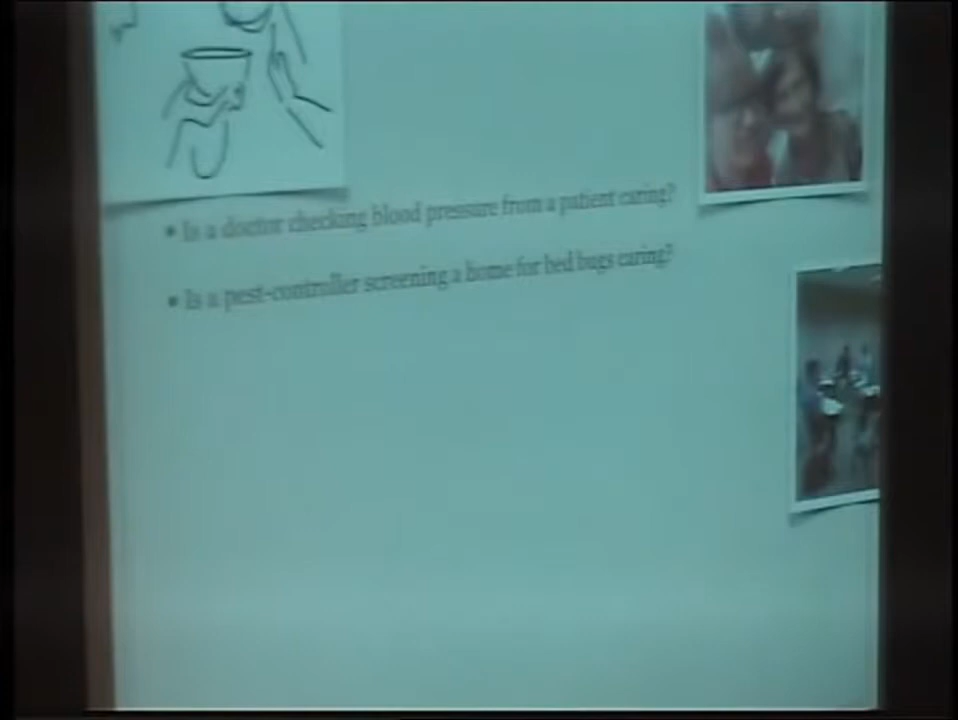 • Is a doctor checking blood pressure from a patient caring?
• Is a pest-controller screening a home for bed bugs caring?